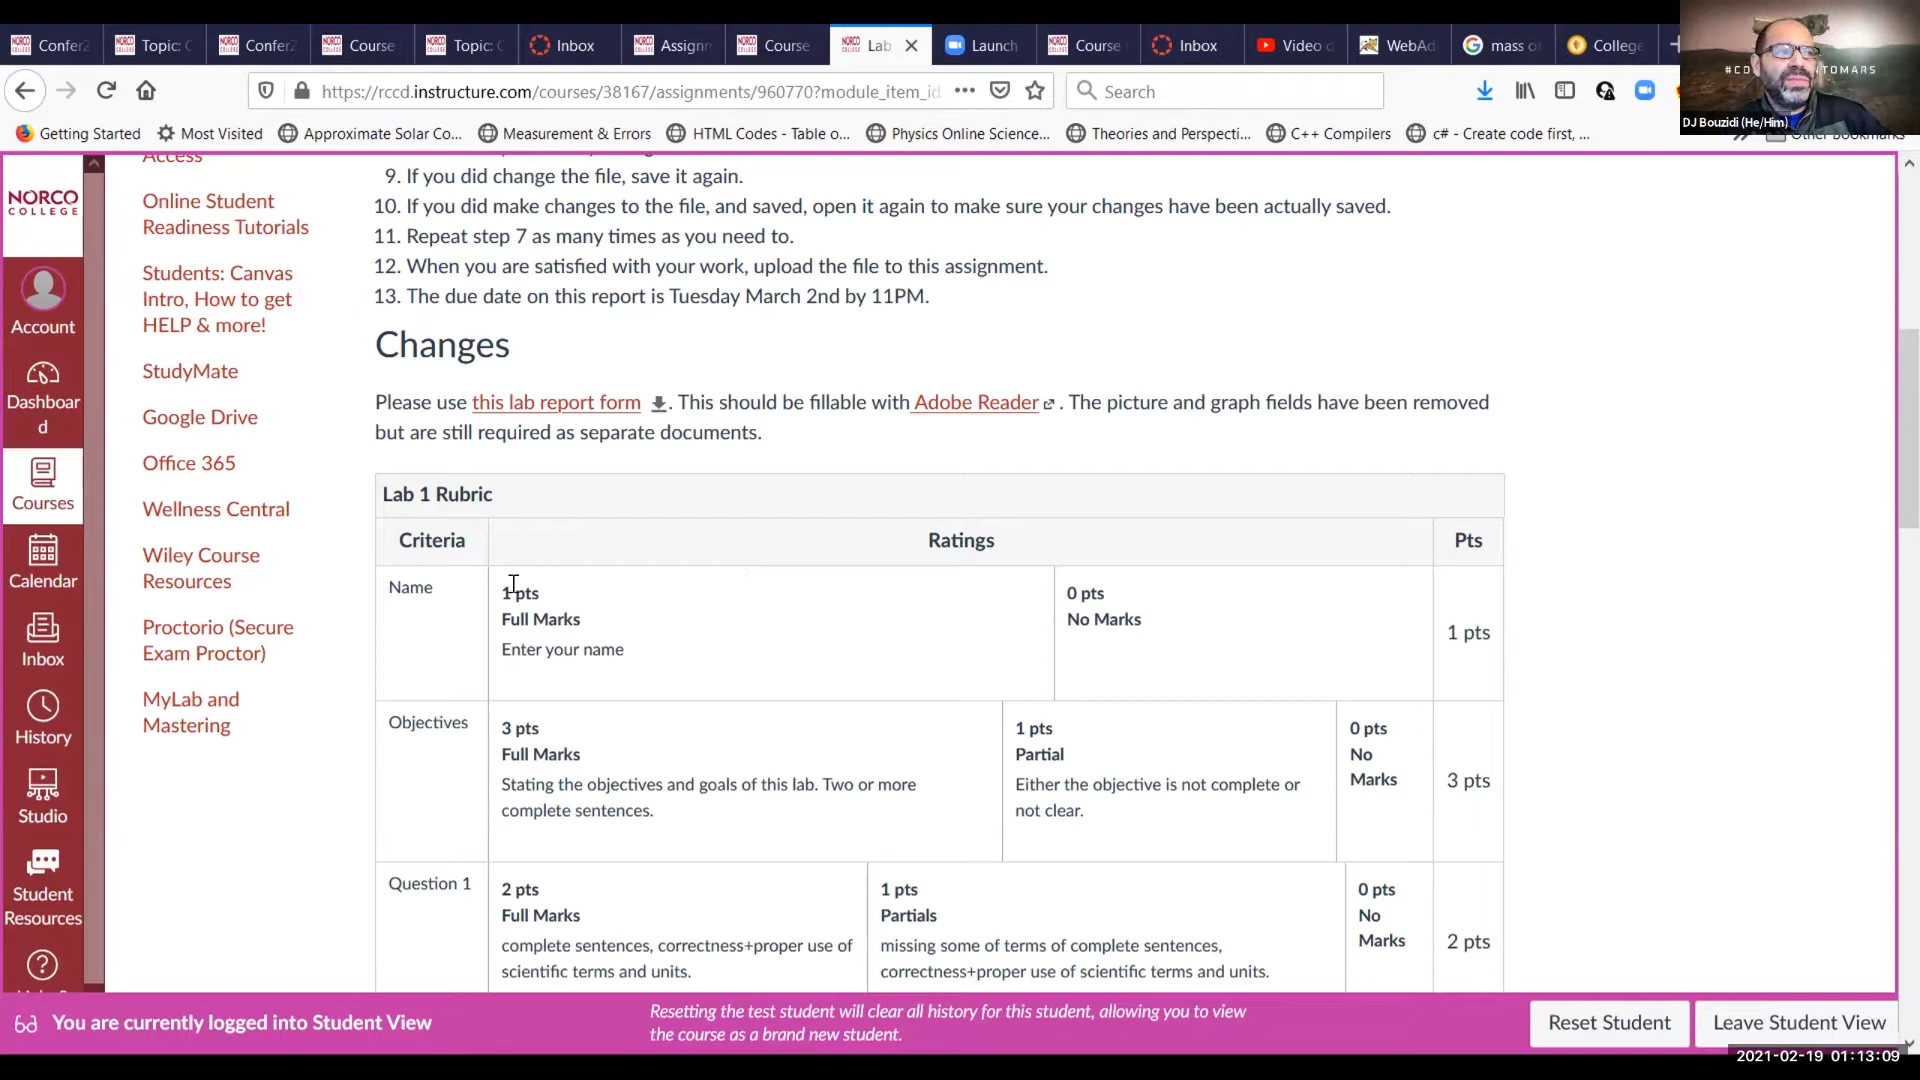 Confer
Topic: C
Confer
Course
Topic: C
Inbox
Assignm
Course
Lab
Launch
Course
Inbox
Video
WebA
mass o
College
https://rccd.instructure.com/courses/38167/assignments/960770?module_item_id
Search
Getting Started
Most Visited
Approximate Solar Co...
Measurement & Errors
HTML Codes - Table o...
Physics Online Science...
Theories and Perspecti...
C++ Compilers
c# - Create code first, ...
Other Bookmarks
DJ Bouzidi (He/Him)
NORCO
COLLEGE
Account
Dashboar
d
Courses
Calendar
Inbox
History
Studio
Student
Resources
Access
Online Student
Readiness Tutorials
Students: Canvas
Intro, How to get
HELP & more!
StudyMate
Google Drive
Office 365
Wellness Central
Wiley Course
Resources
Proctorio (Secure
Exam Proctor)
MyLab and
Mastering
9. If you did change the file, save it again.
10. If you did make changes to the file, and saved, open it again to make sure your changes have been actually saved.
11. Repeat step 7 as many times as you need to.
12. When you are satisfied with your work, upload the file to this assignment.
13. The due date on this report is Tuesday March 2nd by 11PM.
Changes
Please use this lab report form . This should be fillable with Adobe Reader . The picture and graph fields have been removed
but are still required as separate documents.
Lab 1 Rubric
Criteria Ratings Pts
Name
1 pts
Full Marks
Enter your name
0 pts
No Marks
1 pts
Objectives
3 pts
Full Marks
Stating the objectives and goals of this lab. Two or more
complete sentences.
1 pts
Partial
Either the objective is not complete or
not clear.
0 pts
No
Marks
3 pts
Question 1
2 pts
Full Marks
complete sentences, correctness+proper use of
scientific terms and units.
1 pts
Partials
missing some of terms of complete sentences,
correctness+proper use of scientific terms and units.
0 pts
No
Marks
2 pts
You are currently logged into Student View
Resetting the test student will clear all history for this student, allowing you to view
the course as a brand new student.
Reset Student
Leave Student View
2021-02-19 01:13:09